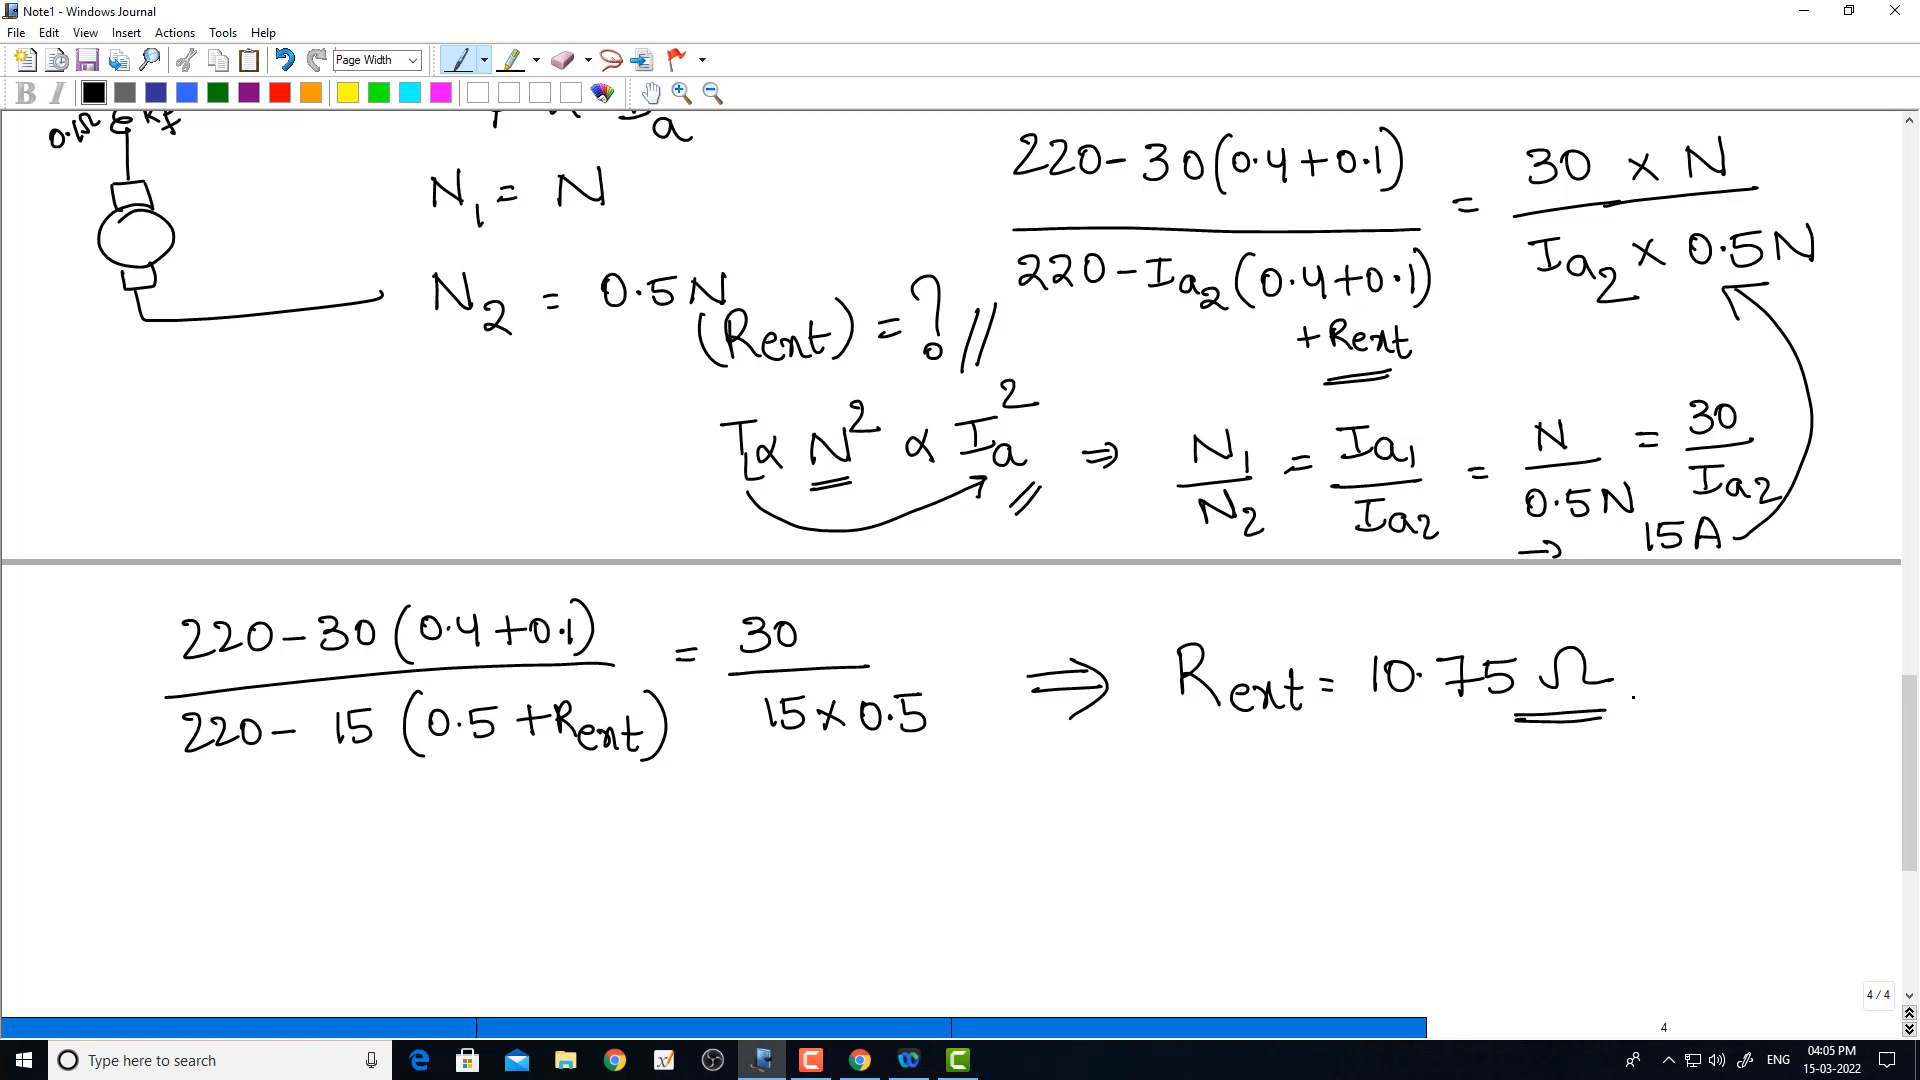 Note1 - Windows Journal
File Edit View Insert Actions Tools Help
Page Width
B I
0.1Ω Rf
a
N1 = N
N2 = 0.5N
(Rext) = ? //
220 - 30(0.4+0.1) / 220 - Ia2(0.4+0.1) + Rext = 30 × N / Ia2 × 0.5N
T ∝ N² ∝ Ia² ⇒ N1 / N2 = Ia1 / Ia2 = N / 0.5N = 30 / Ia2
→ 15A
220 - 30(0.4+0.1) / 220 - 15(0.5+Rext) = 30 / 15×0.5 ⇒ Rext = 10.75 Ω.
4 / 4
4
Type here to search
ENG
04:05 PM
15-03-2022